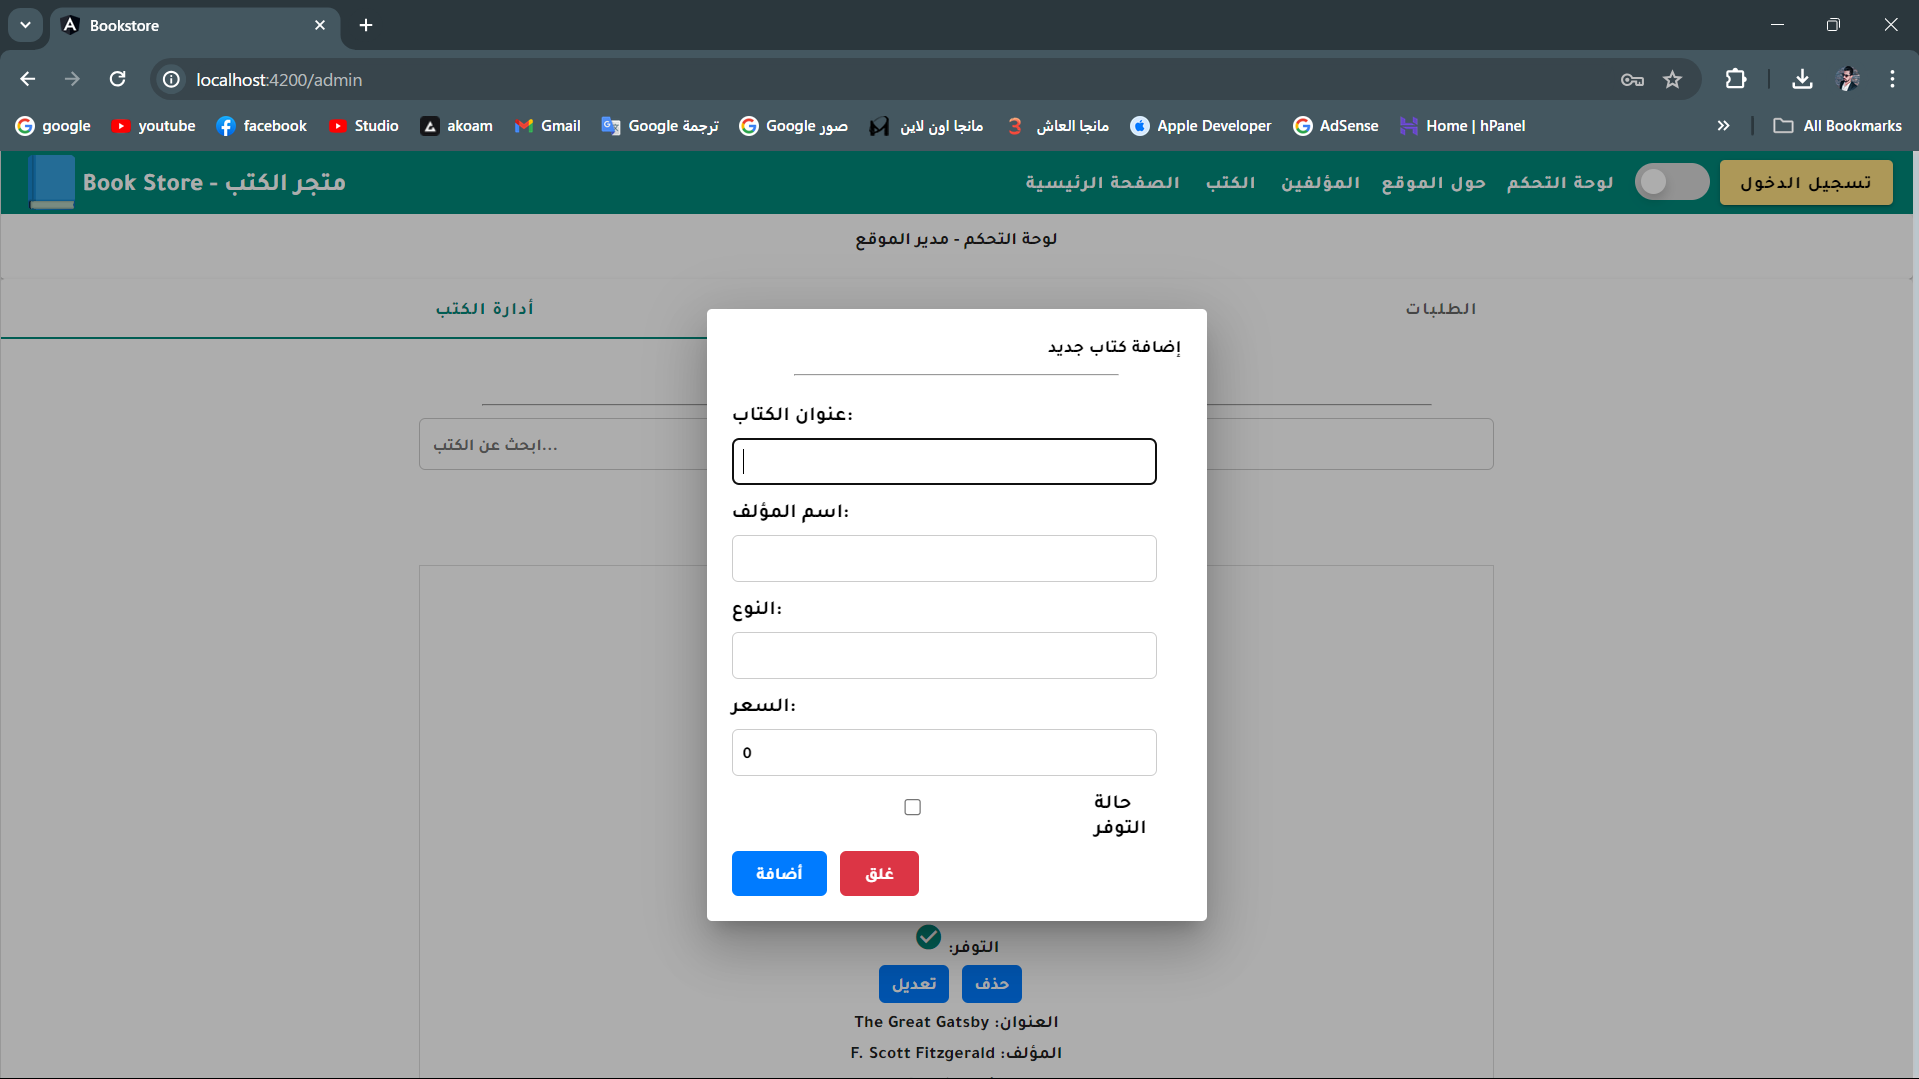 Bookstore
localhost:4200/admin
google
youtube
facebook
Studio
akoam
Gmail
Google ترجمة
Google صور
مانجا اون لاين
مانجا العاش
Apple Developer
AdSense
Home | hPanel
All Bookmarks
Book Store - متجر الكتب
الصفحة الرئيسية
الكتب
المؤلفين
حول الموقع
لوحة التحكم
تسجيل الدخول
لوحة التحكم - مدير الموقع
أدارة الكتب
الطلبات
...ابحث عن الكتب
إضافة كتاب جديد
:عنوان الكتاب
:اسم المؤلف
:النوع
:السعر
0
حالة
التوفر
أضافة
غلق
التوفر:
تعديل
حذف
العنوان: The Great Gatsby
المؤلف: F. Scott Fitzgerald